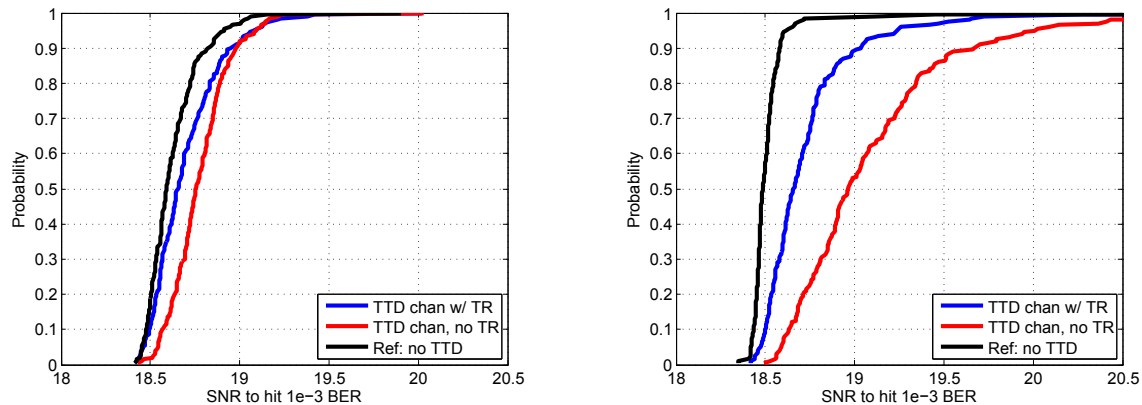 1
0.9
0.8
0.7
0.6
0.5
0.4
0.3
0.2
0.1
0
Probability
18 18.5 19 19.5 20 20.5
SNR to hit 1e−3 BER
TTD chan w/ TR
TTD chan, no TR
Ref: no TTD
1
0.9
0.8
0.7
0.6
0.5
0.4
0.3
0.2
0.1
0
Probability
18 18.5 19 19.5 20 20.5
SNR to hit 1e−3 BER
TTD chan w/ TR
TTD chan, no TR
Ref: no TTD